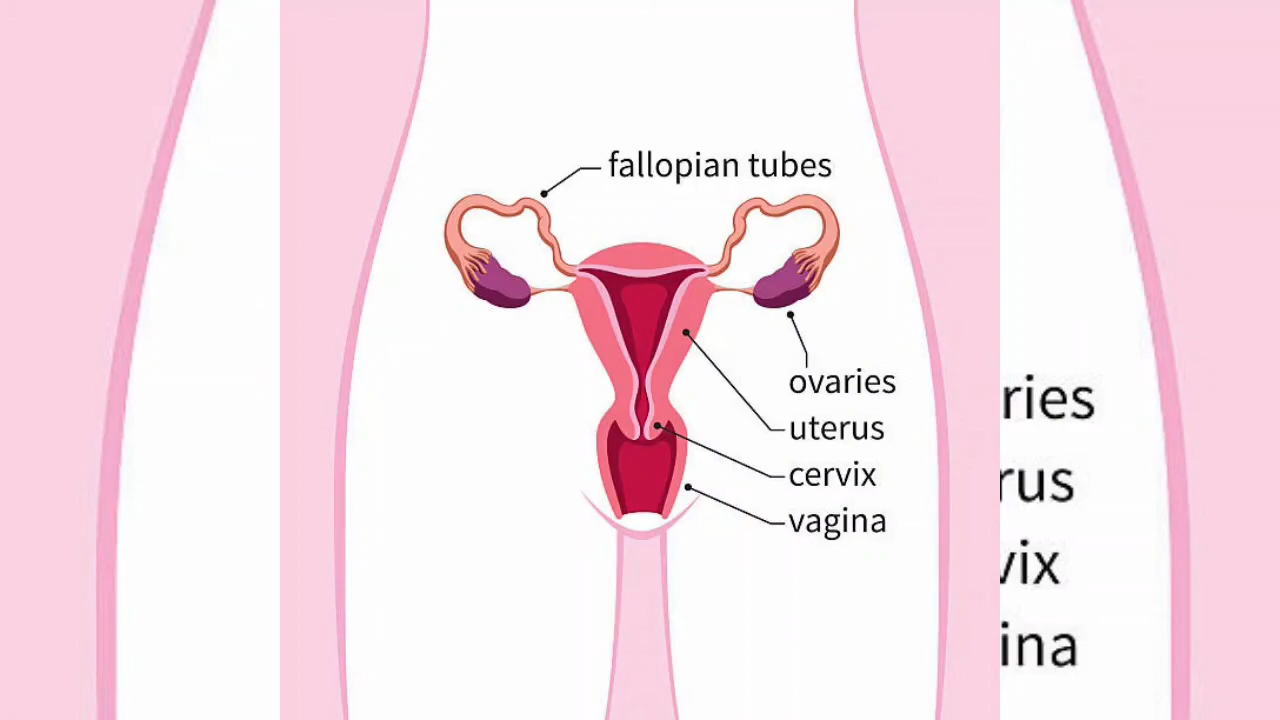 fallopian tubes
ovaries
uterus
cervix
vagina
ries
rus
vix
ina